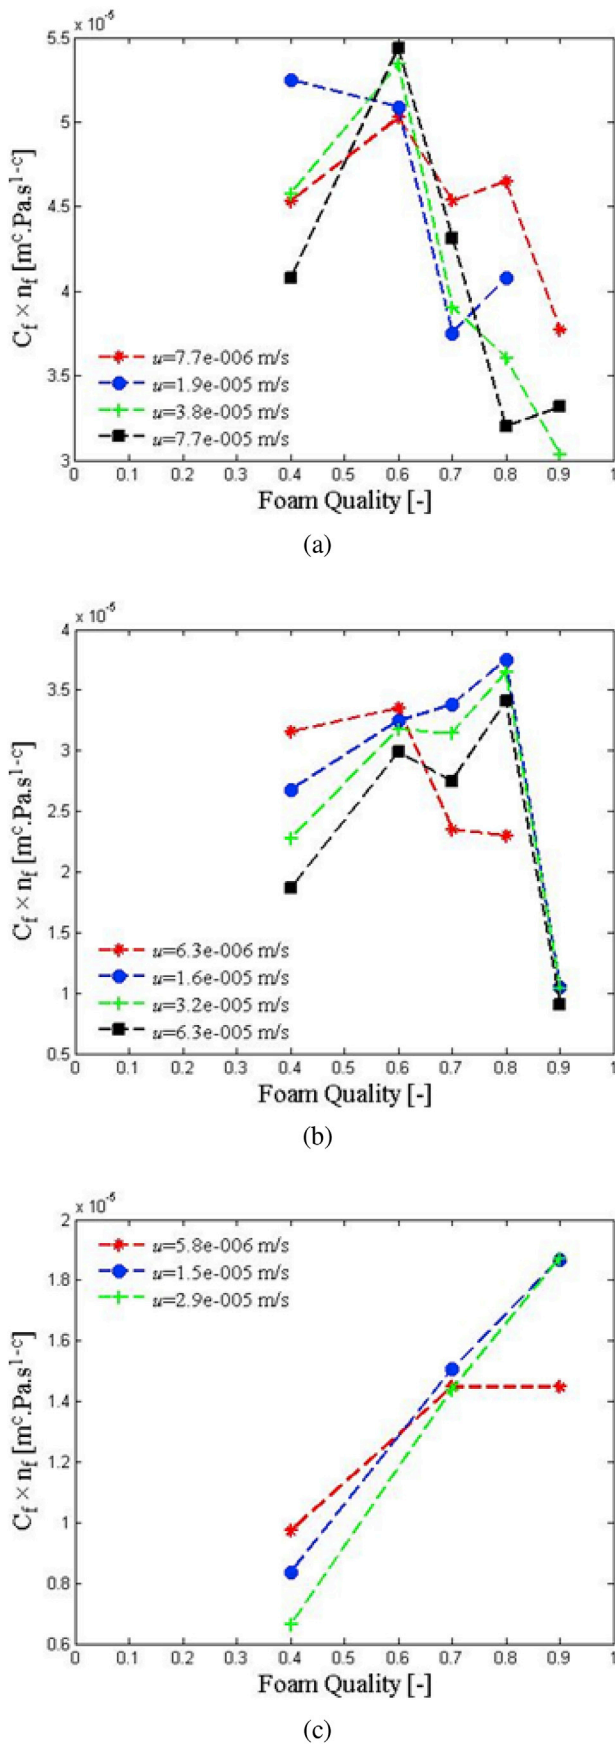 × 10⁻⁵
5.5
5
4.5
4
3.5
3
C_f × n_f [m^c.Pa.s^1-c]
u=7.7e-006 m/s
u=1.9e-005 m/s
u=3.8e-005 m/s
u=7.7e-005 m/s
0 0.1 0.2 0.3 0.4 0.5 0.6 0.7 0.8 0.9 1
Foam Quality [-]
(a)
× 10⁻⁵
4
3.5
3
2.5
2
1.5
1
0.5
C_f × n_f [m^c.Pa.s^1-c]
u=6.3e-006 m/s
u=1.6e-005 m/s
u=3.2e-005 m/s
u=6.3e-005 m/s
0 0.1 0.2 0.3 0.4 0.5 0.6 0.7 0.8 0.9 1
Foam Quality [-]
(b)
× 10⁻⁵
2
1.8
1.6
1.4
1.2
1
0.8
0.6
C_f × n_f [m^c.Pa.s^1-c]
u=5.8e-006 m/s
u=1.5e-005 m/s
u=2.9e-005 m/s
0 0.1 0.2 0.3 0.4 0.5 0.6 0.7 0.8 0.9 1
Foam Quality [-]
(c)